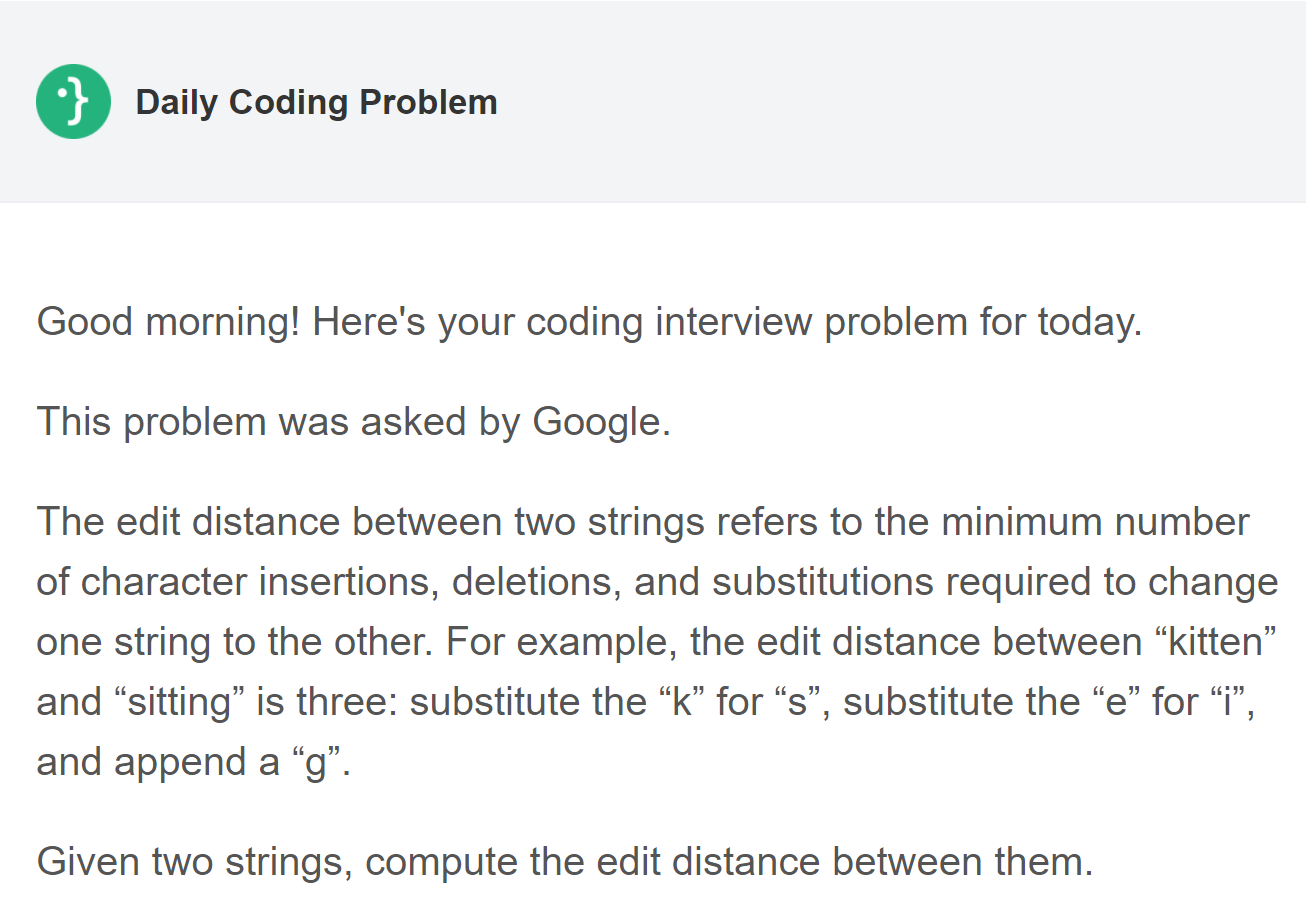 Daily Coding Problem
Good morning! Here's your coding interview problem for today.
This problem was asked by Google.
The edit distance between two strings refers to the minimum number
of character insertions, deletions, and substitutions required to change
one string to the other. For example, the edit distance between “kitten”
and “sitting” is three: substitute the “k” for “s”, substitute the “e” for “i”,
and append a “g”.
Given two strings, compute the edit distance between them.